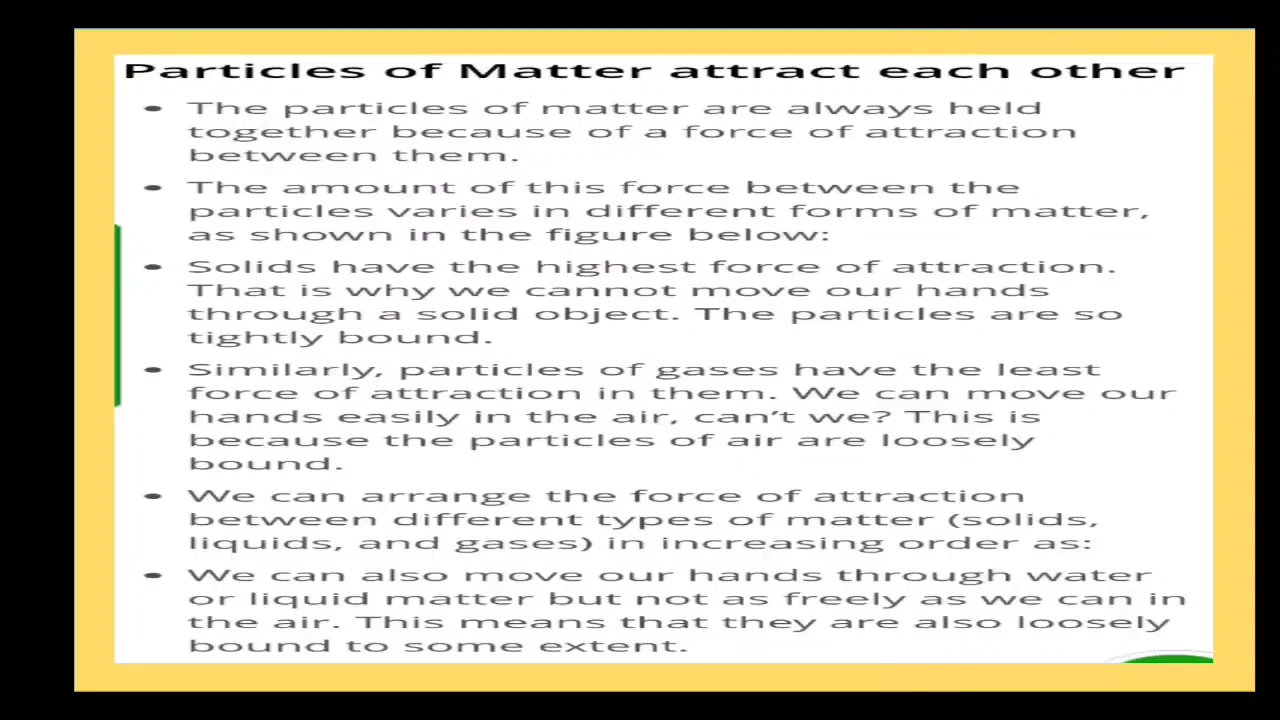 Particles of Matter attract each other
• The particles of matter are always held
together because of a force of attraction
between them.
• The amount of this force between the
particles varies in different forms of matter,
as shown in the figure below:
• Solids have the highest force of attraction.
That is why we cannot move our hands
through a solid object. The particles are so
tightly bound.
• Similarly, particles of gases have the least
force of attraction in them. We can move our
hands easily in the air, can’t we? This is
because the particles of air are loosely
bound.
• We can arrange the force of attraction
between different types of matter (solids,
liquids, and gases) in increasing order as:
• We can also move our hands through water
or liquid matter but not as freely as we can in
the air. This means that they are also loosely
bound to some extent.